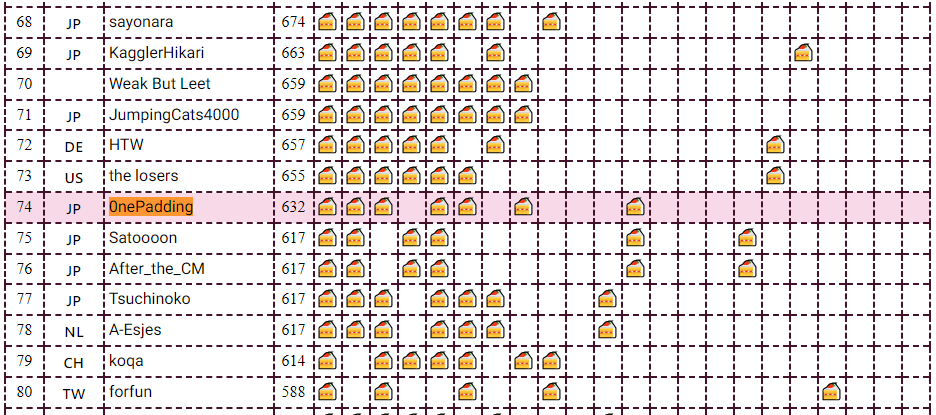 68 JP sayonara 674
69 JP KagglerHikari 663
70 Weak But Leet 659
71 JP JumpingCats4000 659
72 DE HTW 657
73 US the losers 655
74 JP 0nePadding 632
75 JP Satoooon 617
76 JP After_the_CM 617
77 JP Tsuchinoko 617
78 NL A-Esjes 617
79 CH koqa 614
80 TW forfun 588